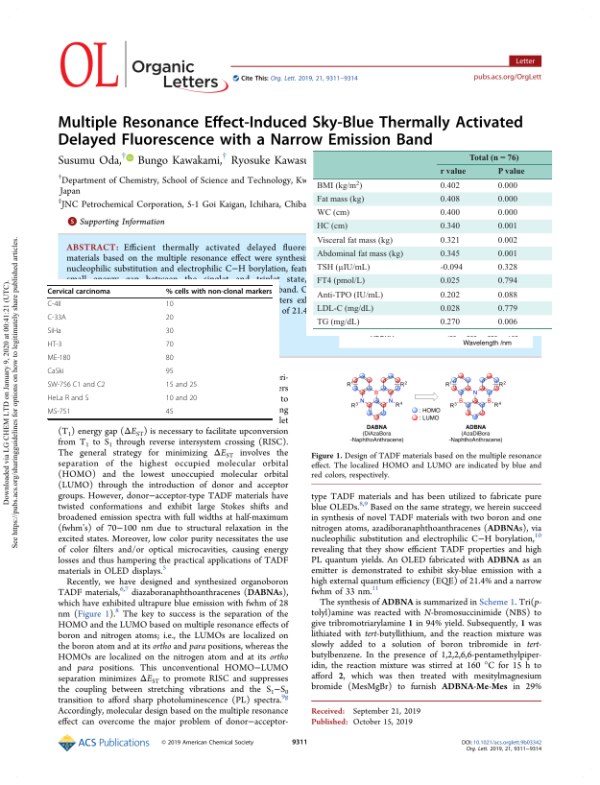 Downloaded via LG CHEM LTD on January 9, 2020 at 00:41:21 (UTC).
See https://pubs.acs.org/sharingguidelines for options on how to legitimately share published articles.
OL
Organic
Letters
Cite This: Org. Lett. 2019, 21, 9311−9314
Letter
pubs.acs.org/OrgLett
Multiple Resonance Effect-Induced Sky-Blue Thermally Activated
Delayed Fluorescence with a Narrow Emission Band
Susumu Oda,† Bungo Kawakami,† Ryosuke Kawasu
†Department of Chemistry, School of Science and Technology, Kw
Japan
‡JNC Petrochemical Corporation, 5-1 Goi Kaigan, Ichihara, Chiba
S Supporting Information
Total (n = 76)
r value P value
BMI (kg/m2) 0.402 0.000
Fat mass (kg) 0.408 0.000
WC (cm) 0.400 0.000
HC (cm) 0.340 0.001
Visceral fat mass (kg) 0.321 0.002
Abdominal fat mass (kg) 0.345 0.001
TSH (μIU/mL) -0.094 0.328
FT4 (pmol/L) 0.025 0.794
Anti-TPO (IU/mL) 0.202 0.088
LDL-C (mg/dL) 0.028 0.779
TG (mg/dL) 0.270 0.006
ABSTRACT: Efficient thermally activated delayed fluore
materials based on the multiple resonance effect were synthesi
nucleophilic substitution and electrophilic C−H borylation, feat
small energy gap between the singlet and triplet state,
band. C
ters exh
of 21.4
Wavelength /nm
Cervical carcinoma % cells with non-clonal markers
C-4II 10
C-33A 20
SiHa 30
HT-3 70
ME-180 80
CaSki 95
SW-756 C1 and C2 15 and 25
HeLa R and S 10 and 20
MS-751 45
ri-
ers
to
ng
let
(T1) energy gap (ΔEST) is necessary to facilitate upconversion
from T1 to S1 through reverse intersystem crossing (RISC).
The general strategy for minimizing ΔEST involves the
separation of the highest occupied molecular orbital
(HOMO) and the lowest unoccupied molecular orbital
(LUMO) through the introduction of donor and acceptor
groups. However, donor−acceptor-type TADF materials have
twisted conformations and exhibit large Stokes shifts and
broadened emission spectra with full widths at half-maximum
(fwhm's) of 70−100 nm due to structural relaxation in the
excited states. Moreover, low color purity necessitates the use
of color filters and/or optical microcavities, causing energy
losses and thus hampering the practical applications of TADF
materials in OLED displays.5
Recently, we have designed and synthesized organoboron
TADF materials,6,7 diazaboranaphthoanthracenes (DABNAs),
which have exhibited ultrapure blue emission with fwhm of 28
nm (Figure 1).8 The key to success is the separation of the
HOMO and the LUMO based on multiple resonance effects of
boron and nitrogen atoms; i.e., the LUMOs are localized on
the boron atom and at its ortho and para positions, whereas the
HOMOs are localized on the nitrogen atom and at its ortho
and para positions. This unconventional HOMO−LUMO
separation minimizes ΔEST to promote RISC and suppresses
the coupling between stretching vibrations and the S1−S0
transition to afford sharp photoluminescence (PL) spectra.9g
Accordingly, molecular design based on the multiple resonance
effect can overcome the major problem of donor−acceptor-
R1 R2
R3 R4
N B N
: HOMO
: LUMO
R1 R2
R3 R4
B N B
DABNA
(DiAzaBora
-NaphthoAnthracene)
ADBNA
(AzaDiBora
-NaphthoAnthracene)
Figure 1. Design of TADF materials based on the multiple resonance
effect. The localized HOMO and LUMO are indicated by blue and
red colors, respectively.
type TADF materials and has been utilized to fabricate pure
blue OLEDs.8,9 Based on the same strategy, we herein succeed
in synthesis of novel TADF materials with two boron and one
nitrogen atoms, azadiboranaphthoanthracenes (ADBNAs), via
nucleophilic substitution and electrophilic C−H borylation,10
revealing that they show efficient TADF properties and high
PL quantum yields. An OLED fabricated with ADBNA as an
emitter is demonstrated to exhibit sky-blue emission with a
high external quantum efficiency (EQE) of 21.4% and a narrow
fwhm of 33 nm.11
The synthesis of ADBNA is summarized in Scheme 1. Tri(p-
tolyl)amine was reacted with N-bromosuccinimide (NBS) to
give tribromotriarylamine 1 in 94% yield. Subsequently, 1 was
lithiated with tert-butyllithium, and the reaction mixture was
slowly added to a solution of boron tribromide in tert-
butylbenzene. In the presence of 1,2,2,6,6-pentamethylpiper-
idin, the reaction mixture was stirred at 160 °C for 15 h to
afford 2, which was then treated with mesitylmagnesium
bromide (MesMgBr) to furnish ADBNA-Me-Mes in 29%
Received: September 21, 2019
Published: October 15, 2019
ACS Publications
© 2019 American Chemical Society
9311
DOI: 10.1021/acs.orglett.9b03342
Org. Lett. 2019, 21, 9311−9314